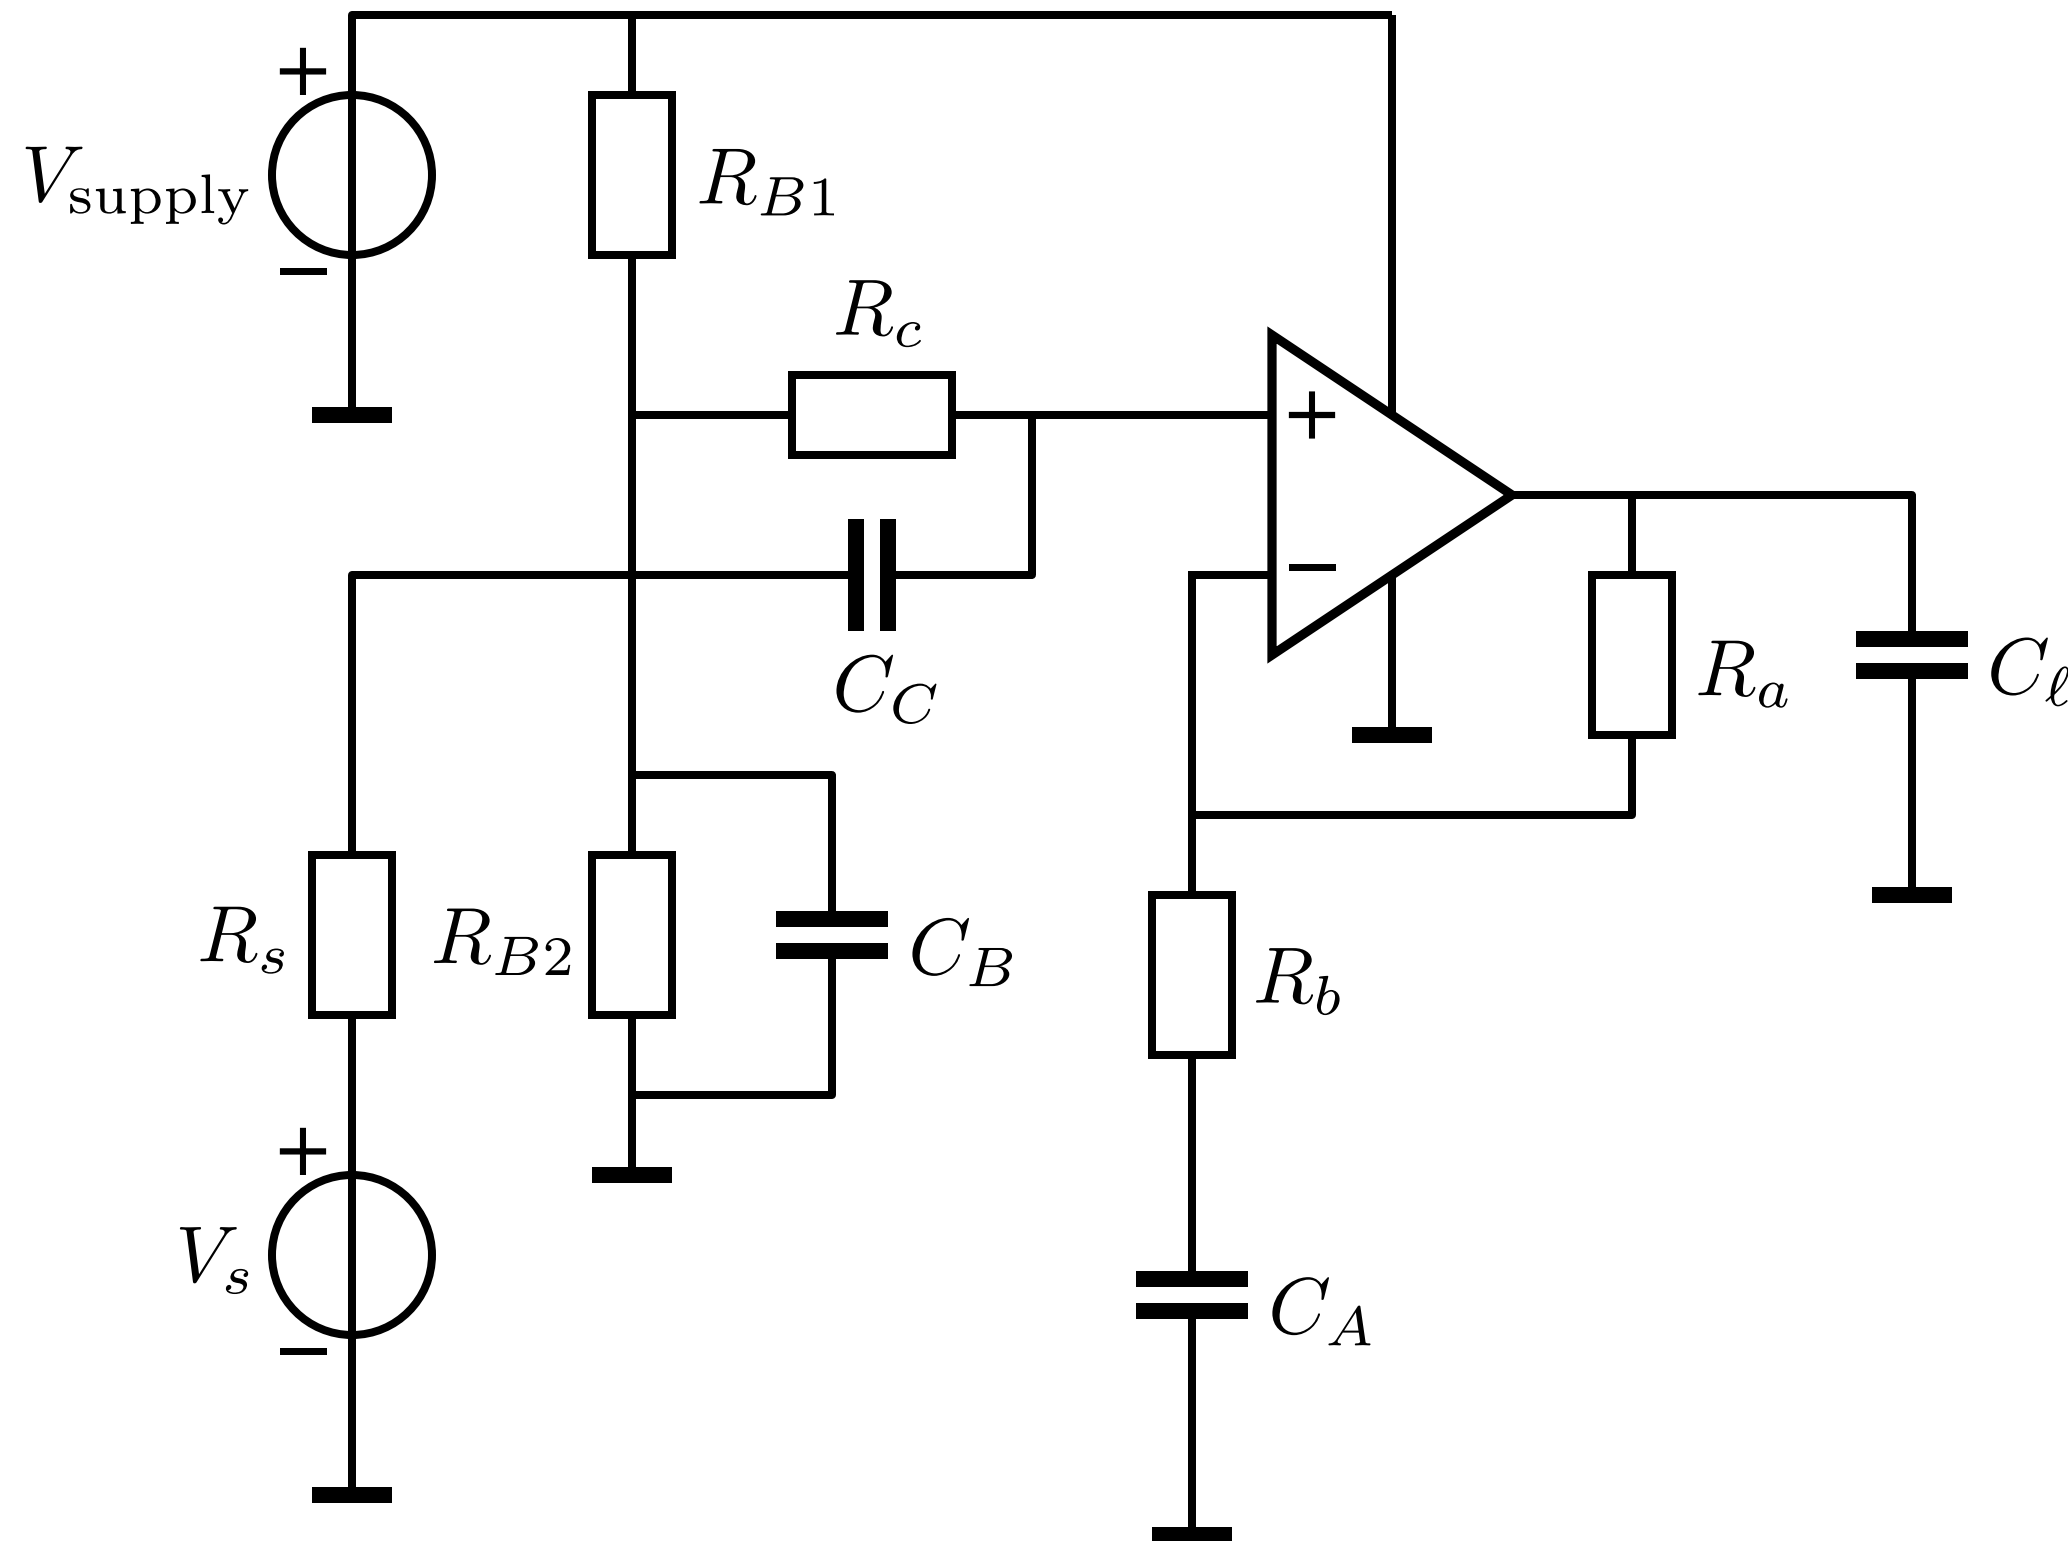 +
V_supply
−
R_B1
R_c
+
−
C_C
R_a
C_ℓ
R_s
R_B2
C_B
R_b
+
V_s
−
C_A